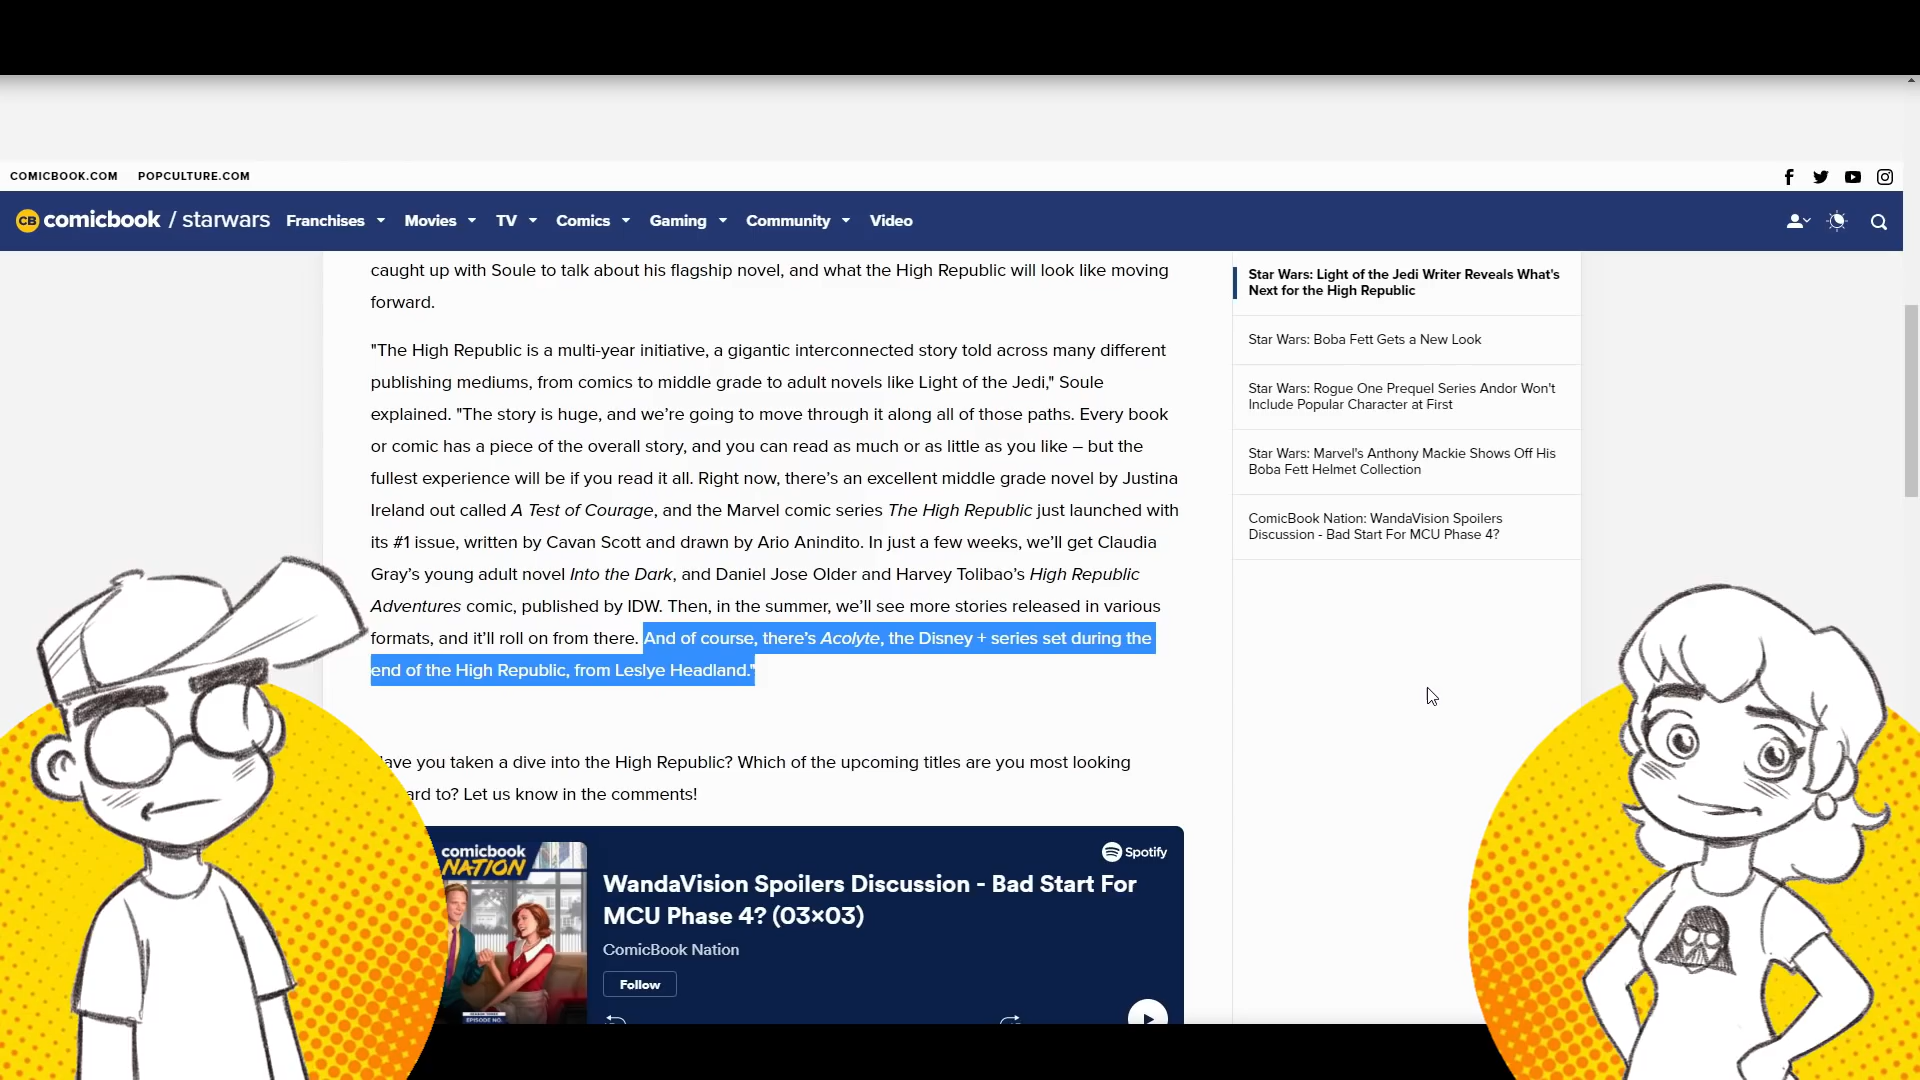 COMICBOOK.COM POPCULTURE.COM
CB comicbook / starwars Franchises Movies TV Comics Gaming Community Video
caught up with Soule to talk about his flagship novel, and what the High Republic will look like moving
forward.
"The High Republic is a multi-year initiative, a gigantic interconnected story told across many different
publishing mediums, from comics to middle grade to adult novels like Light of the Jedi," Soule
explained. "The story is huge, and we're going to move through it along all of those paths. Every book
or comic has a piece of the overall story, and you can read as much or as little as you like – but the
fullest experience will be if you read it all. Right now, there's an excellent middle grade novel by Justina
Ireland out called A Test of Courage, and the Marvel comic series The High Republic just launched with
its #1 issue, written by Cavan Scott and drawn by Ario Anindito. In just a few weeks, we'll get Claudia
Gray's young adult novel Into the Dark, and Daniel Jose Older and Harvey Tolibao's High Republic
Adventures comic, published by IDW. Then, in the summer, we'll see more stories released in various
formats, and it'll roll on from there. And of course, there's Acolyte, the Disney + series set during the
end of the High Republic, from Leslye Headland."
ave you taken a dive into the High Republic? Which of the upcoming titles are you most looking
ard to? Let us know in the comments!
comicbook
NATION
EPISODE NO.
Spotify
WandaVision Spoilers Discussion - Bad Start For
MCU Phase 4? (03×03)
ComicBook Nation
Follow
Star Wars: Light of the Jedi Writer Reveals What's
Next for the High Republic
Star Wars: Boba Fett Gets a New Look
Star Wars: Rogue One Prequel Series Andor Won't
Include Popular Character at First
Star Wars: Marvel's Anthony Mackie Shows Off His
Boba Fett Helmet Collection
ComicBook Nation: WandaVision Spoilers
Discussion - Bad Start For MCU Phase 4?